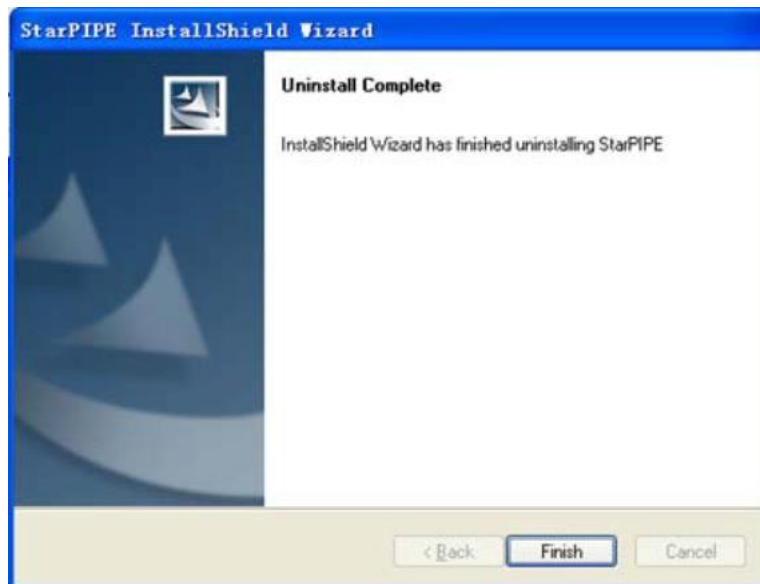 StarPIPE InstallShield Wizard
Uninstall Complete
InstallShield Wizard has finished uninstalling StarPIPE
< Back
Finish
Cancel